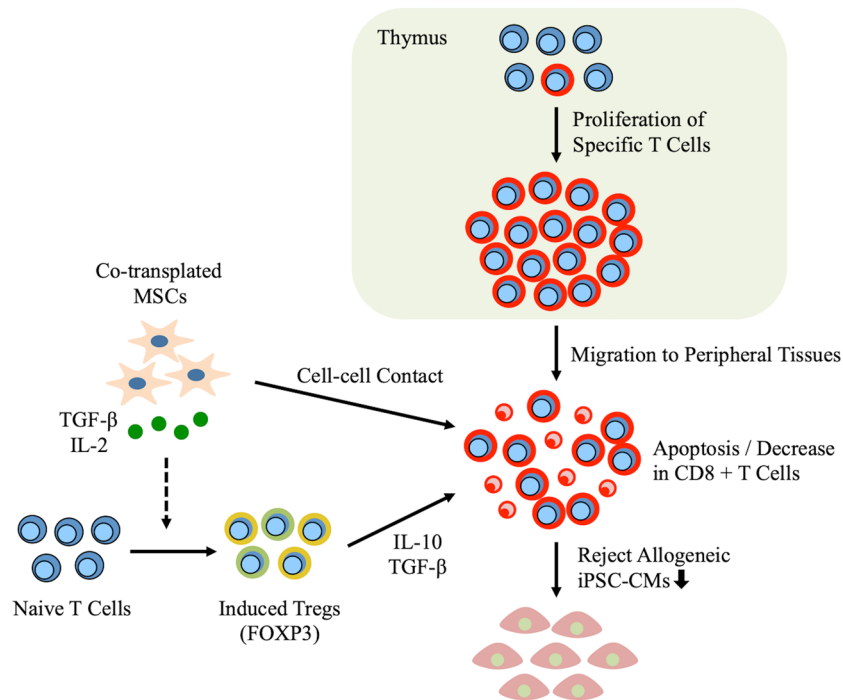 Thymus
Proliferation of
Specific T Cells
Co-transplated
MSCs
Migration to Peripheral Tissues
Cell-cell Contact
TGF-β
IL-2
Apoptosis / Decrease
in CD8 + T Cells
IL-10
TGF-β
Reject Allogeneic
iPSC-CMs
Naive T Cells
Induced Tregs
(FOXP3)